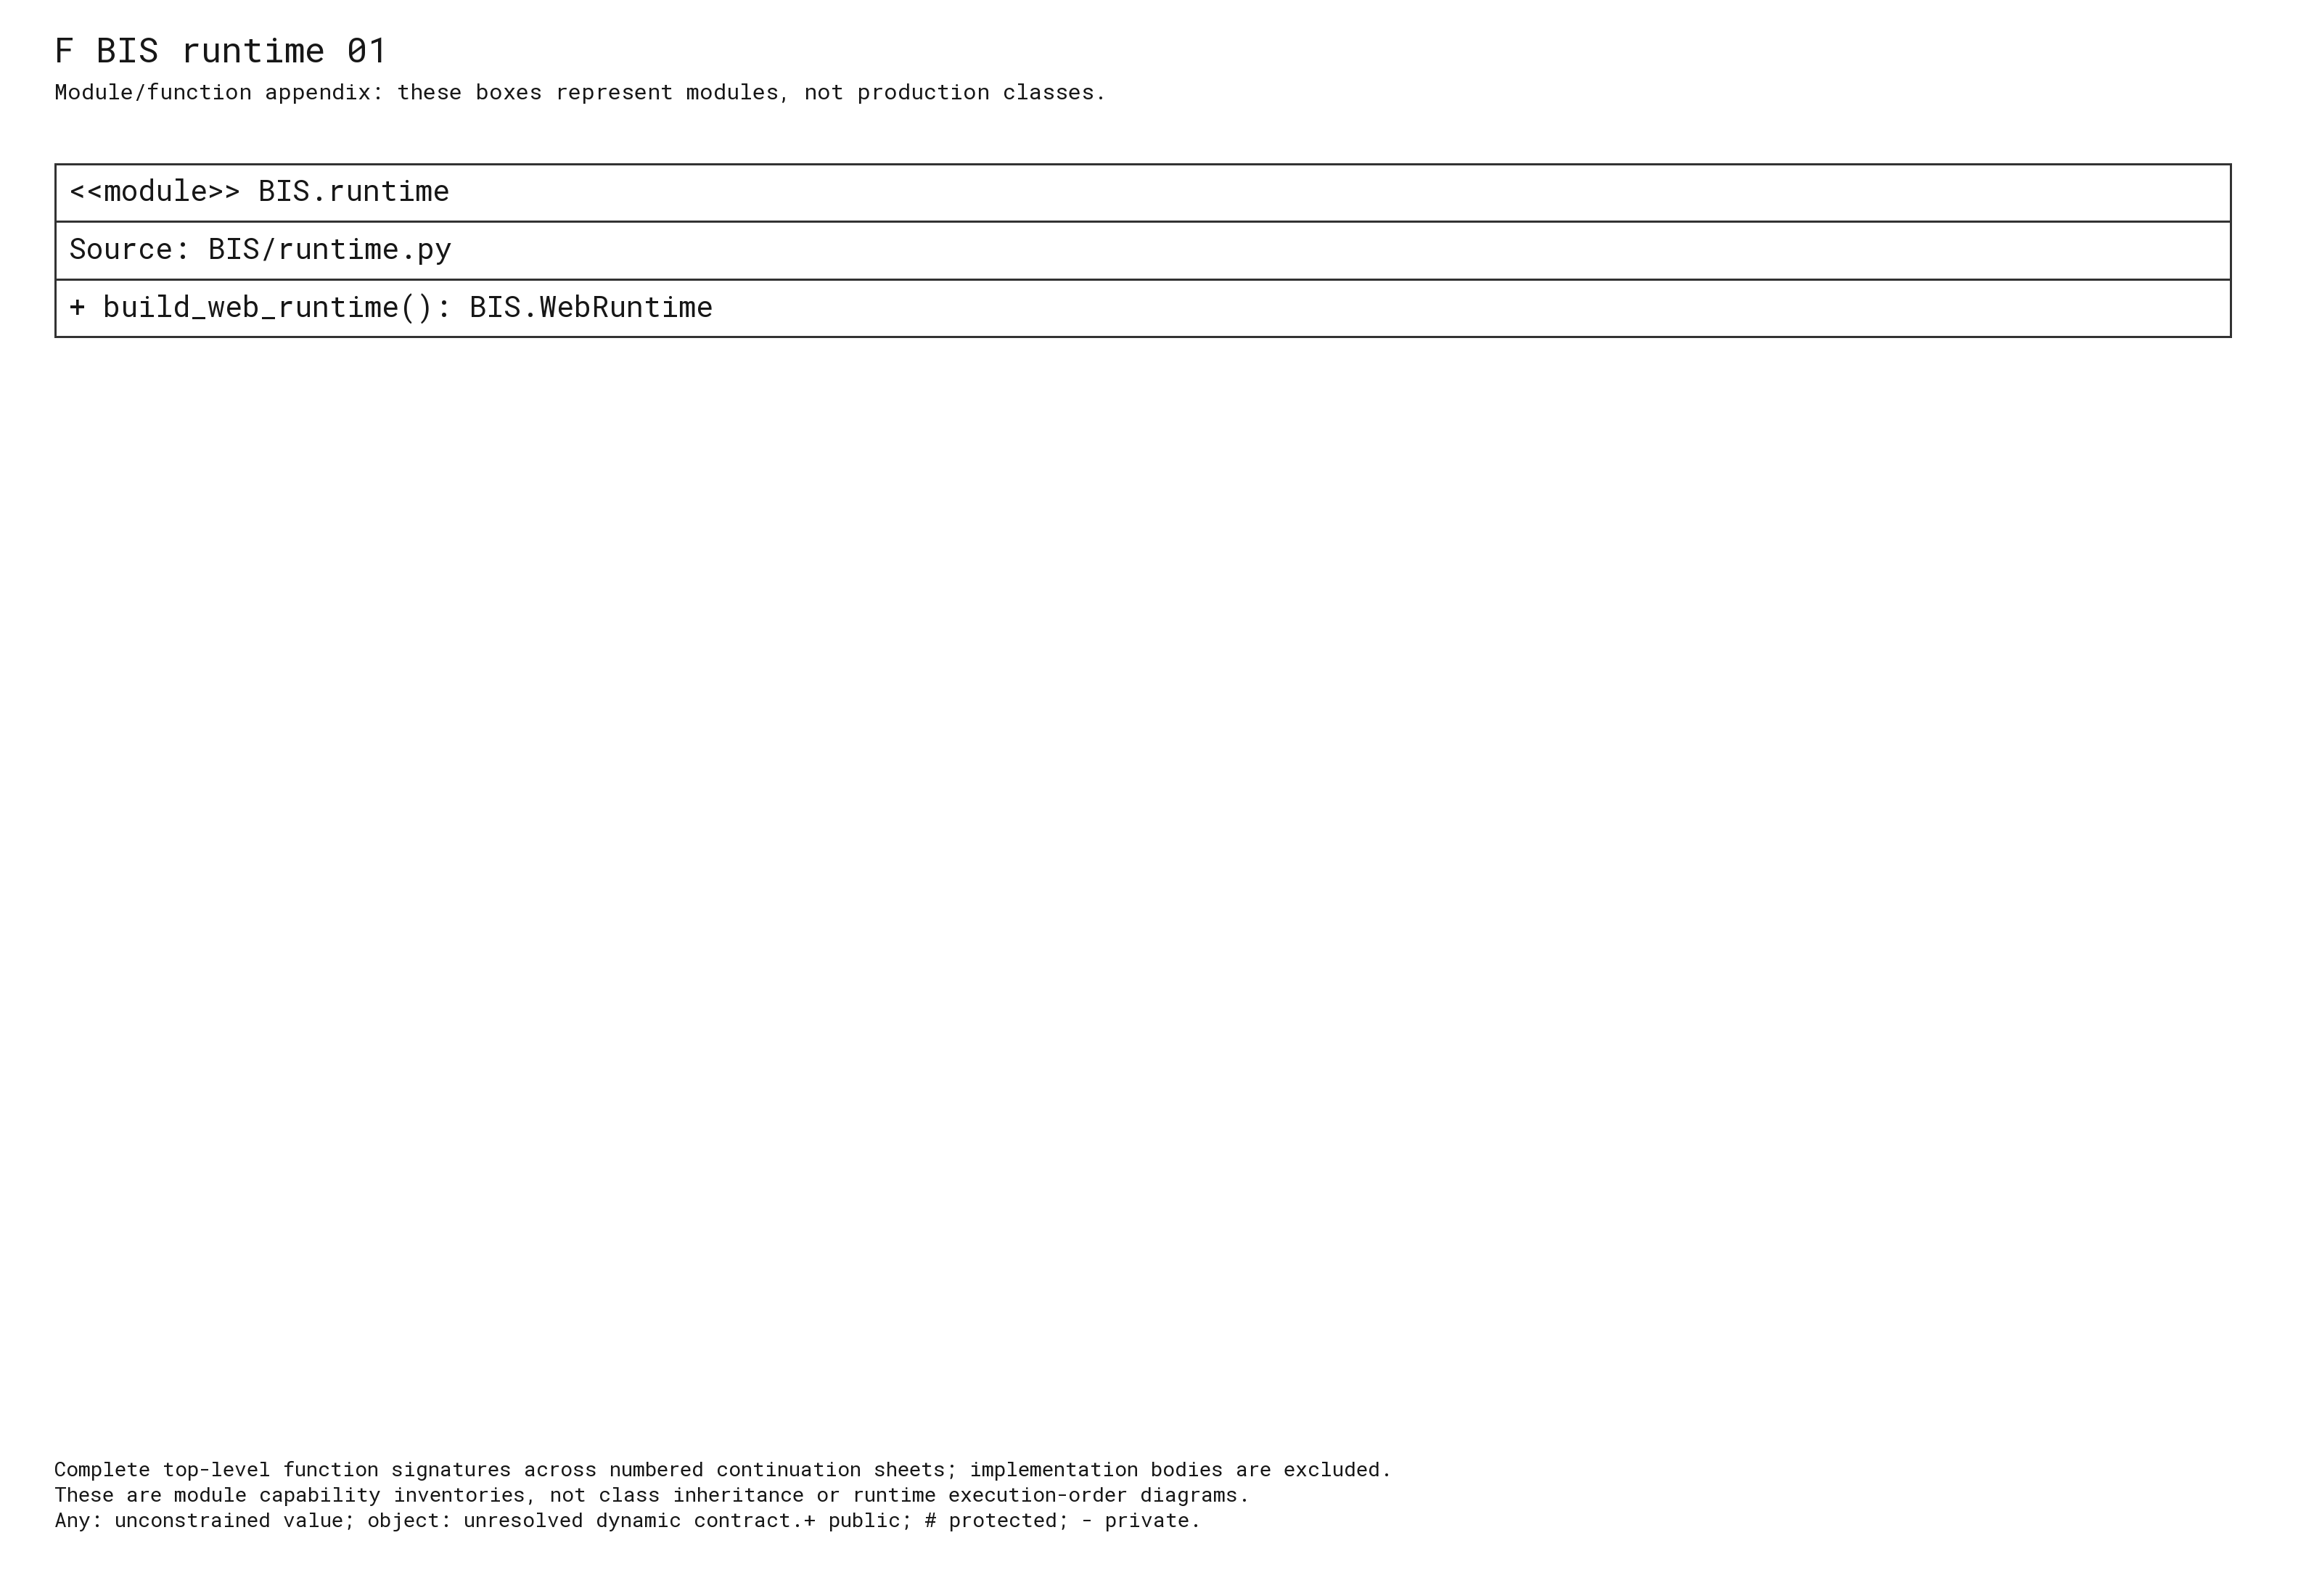 F BIS runtime 01
Module/function appendix: these boxes represent modules, not production classes.
<<module>> BIS.runtime
Source: BIS/runtime.py
+ build_web_runtime(): BIS.WebRuntime
Complete top-level function signatures across numbered continuation sheets; implementation bodies are excluded.
These are module capability inventories, not class inheritance or runtime execution-order diagrams.
Any: unconstrained value; object: unresolved dynamic contract.+ public; # protected; - private.